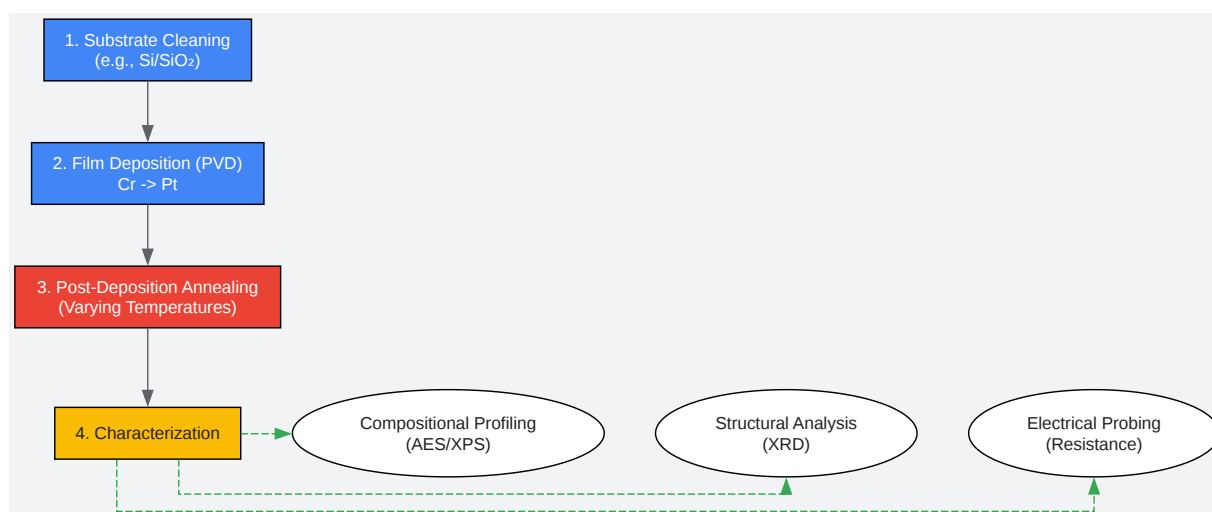 1. Substrate Cleaning
(e.g., Si/SiO₂)
2. Film Deposition (PVD)
Cr -> Pt
3. Post-Deposition Annealing
(Varying Temperatures)
4. Characterization
Compositional Profiling
(AES/XPS)
Structural Analysis
(XRD)
Electrical Probing
(Resistance)